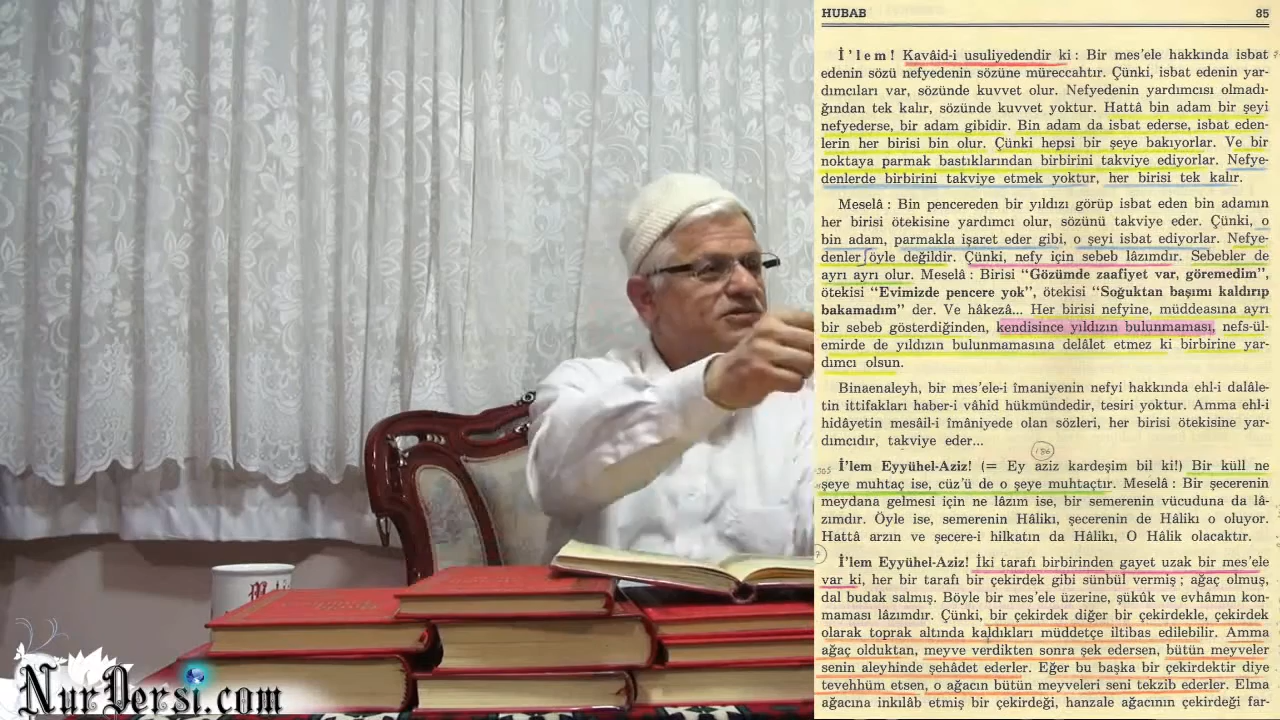 HUBAB 85
İ'lem! Kavâid-i usuliyedendir ki: Bir mes'ele hakkında isbat
edenin sözü nefyedenin sözüne müreccahtır. Çünki, isbat edenin yar-
dımcıları var, sözünde kuvvet olur. Nefyedenin yardımcısı olmadı-
ğından tek kalır, sözünde kuvvet yoktur. Hattâ bin adam bir şeyi
nefyederse, bir adam gibidir. Bin adam da isbat ederse, isbat eden-
lerin her birisi bin olur. Çünki hepsi bir şeye bakıyorlar. Ve bir
noktaya parmak bastıklarından birbirini takviye ediyorlar. Nefye-
denlerde birbirini takviye etmek yoktur, her birisi tek kalır.
Meselâ: Bin pencereden bir yıldızı görüp isbat eden bin adamın
her birisi ötekisine yardımcı olur, sözünü takviye eder. Çünki, o
bin adam, parmakla işaret eder gibi, o şeyi isbat ediyorlar. Nefye-
denler öyle değildir. Çünki, nefy için sebeb lâzımdır. Sebebler de
ayrı ayrı olur. Meselâ: Birisi "Gözümde zaafiyet var, göremedim",
ötekisi "Evimizde pencere yok", ötekisi "Soğuktan başımı kaldırıp
bakamadım" der. Ve hâkezâ... Her birisi nefyine, müddeasına ayrı
bir sebeb gösterdiğinden, kendisince yıldızın bulunmaması, nefs-ül-
emirde de yıldızın bulunmamasına delâlet etmez ki birbirine yar-
dımcı olsun.
Binaenaleyh, bir mes'ele-i îmaniyenin nefyi hakkında ehl-i dalâle-
tin ittifakları haber-i vâhid hükmündedir, tesiri yoktur. Amma ehl-i
hidâyetin mesâil-i îmâniyede olan sözleri, her birisi ötekisine yar-
dımcıdır, takviye eder...
186
İ'lem Eyyühel-Aziz! (= Ey aziz kardeşim bil ki!) Bir küll ne
şeye muhtaç ise, cüz'ü de o şeye muhtaçtır. Meselâ: Bir şecerenin
meydana gelmesi için ne lâzım ise, bir semerenin vücuduna da lâ-
zımdır. Öyle ise, semerenin Hâlikı, şecerenin de Hâlikı o oluyor.
Hattâ arzın ve şecere-i hilkatın da Hâlikı, O Hâlik olacaktır.
İ'lem Eyyühel-Aziz! İki tarafı birbirinden gayet uzak bir mes'ele
var ki, her bir tarafı bir çekirdek gibi sünbül vermiş; ağaç olmuş,
dal budak salmış. Böyle bir mes'ele üzerine, şükûk ve evhâmın kon-
maması lâzımdır. Çünki, bir çekirdek diğer bir çekirdekle, çekirdek
olarak toprak altında kaldıkları müddetçe iltibas edilebilir. Amma
ağaç olduktan, meyve verdikten sonra şek edersen, bütün meyveler
senin aleyhinde şehâdet ederler. Eğer bu başka bir çekirdektir diye
tevehhüm etsen, o ağacın bütün meyveleri seni tekzib ederler. Elma
ağacına inkılâb etmiş bir çekirdeği, hanzale ağacının çekirdeği far-
NurDersi.com